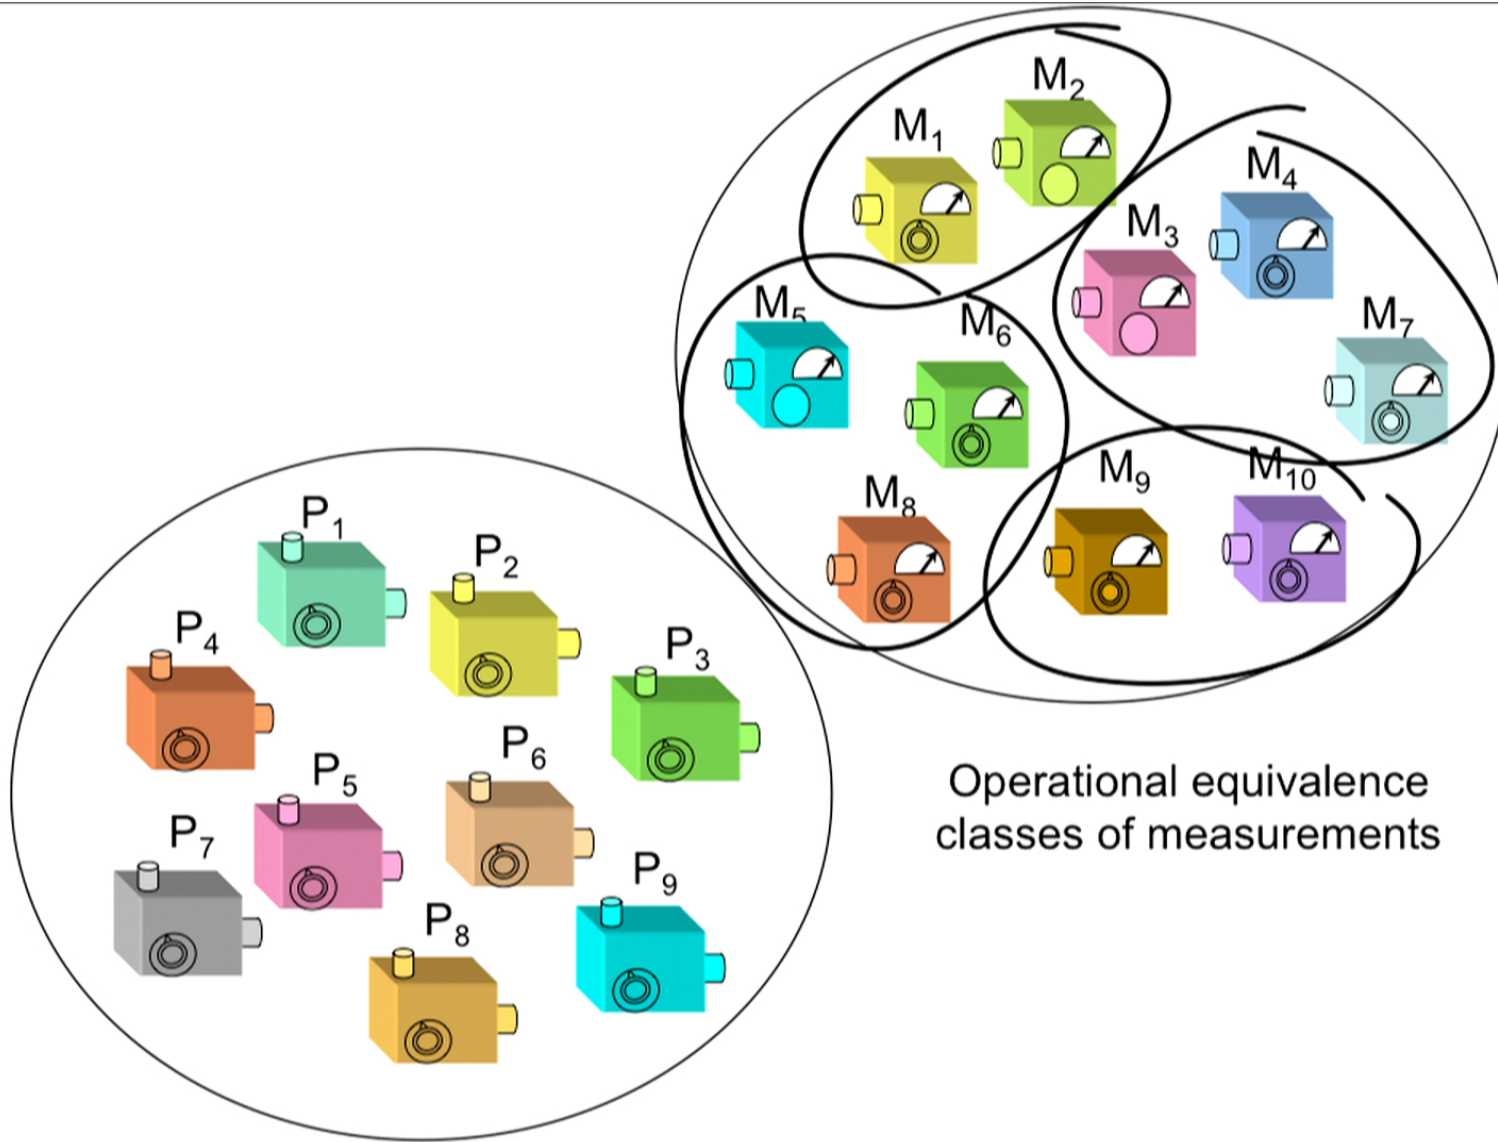 M2
M1
M4
M3
M5
M6
M7
M9
M10
M8
P1
P2
P4
P3
P6
P5
P7
P9
P8
Operational equivalence
classes of measurements